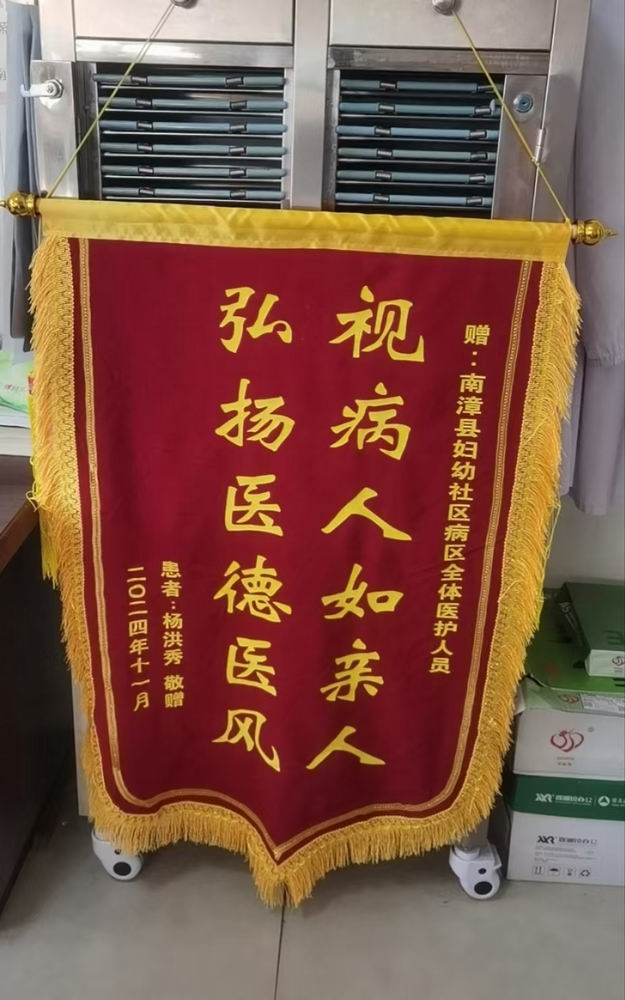 赠：南漳县妇幼社区病区全体医护人员
视病人如亲人
弘扬医德医风
患者：杨洪秀 敬赠
二〇二四年十一月